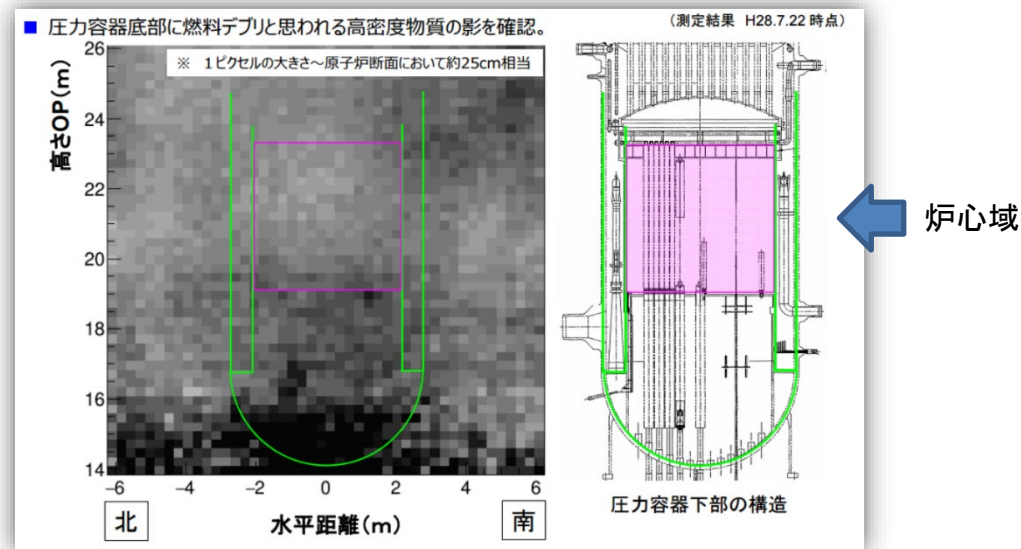 ■ 圧力容器底部に燃料デブリと思われる高密度物質の影を確認。
(測定結果 H28.7.22 時点)
※ 1ピクセルの大きさ～原子炉断面において約25cm相当
高さOP(m)
26
24
22
20
18
16
14
-6 -4 -2 0 2 4 6
北
水平距離(m)
南
圧力容器下部の構造
炉心域